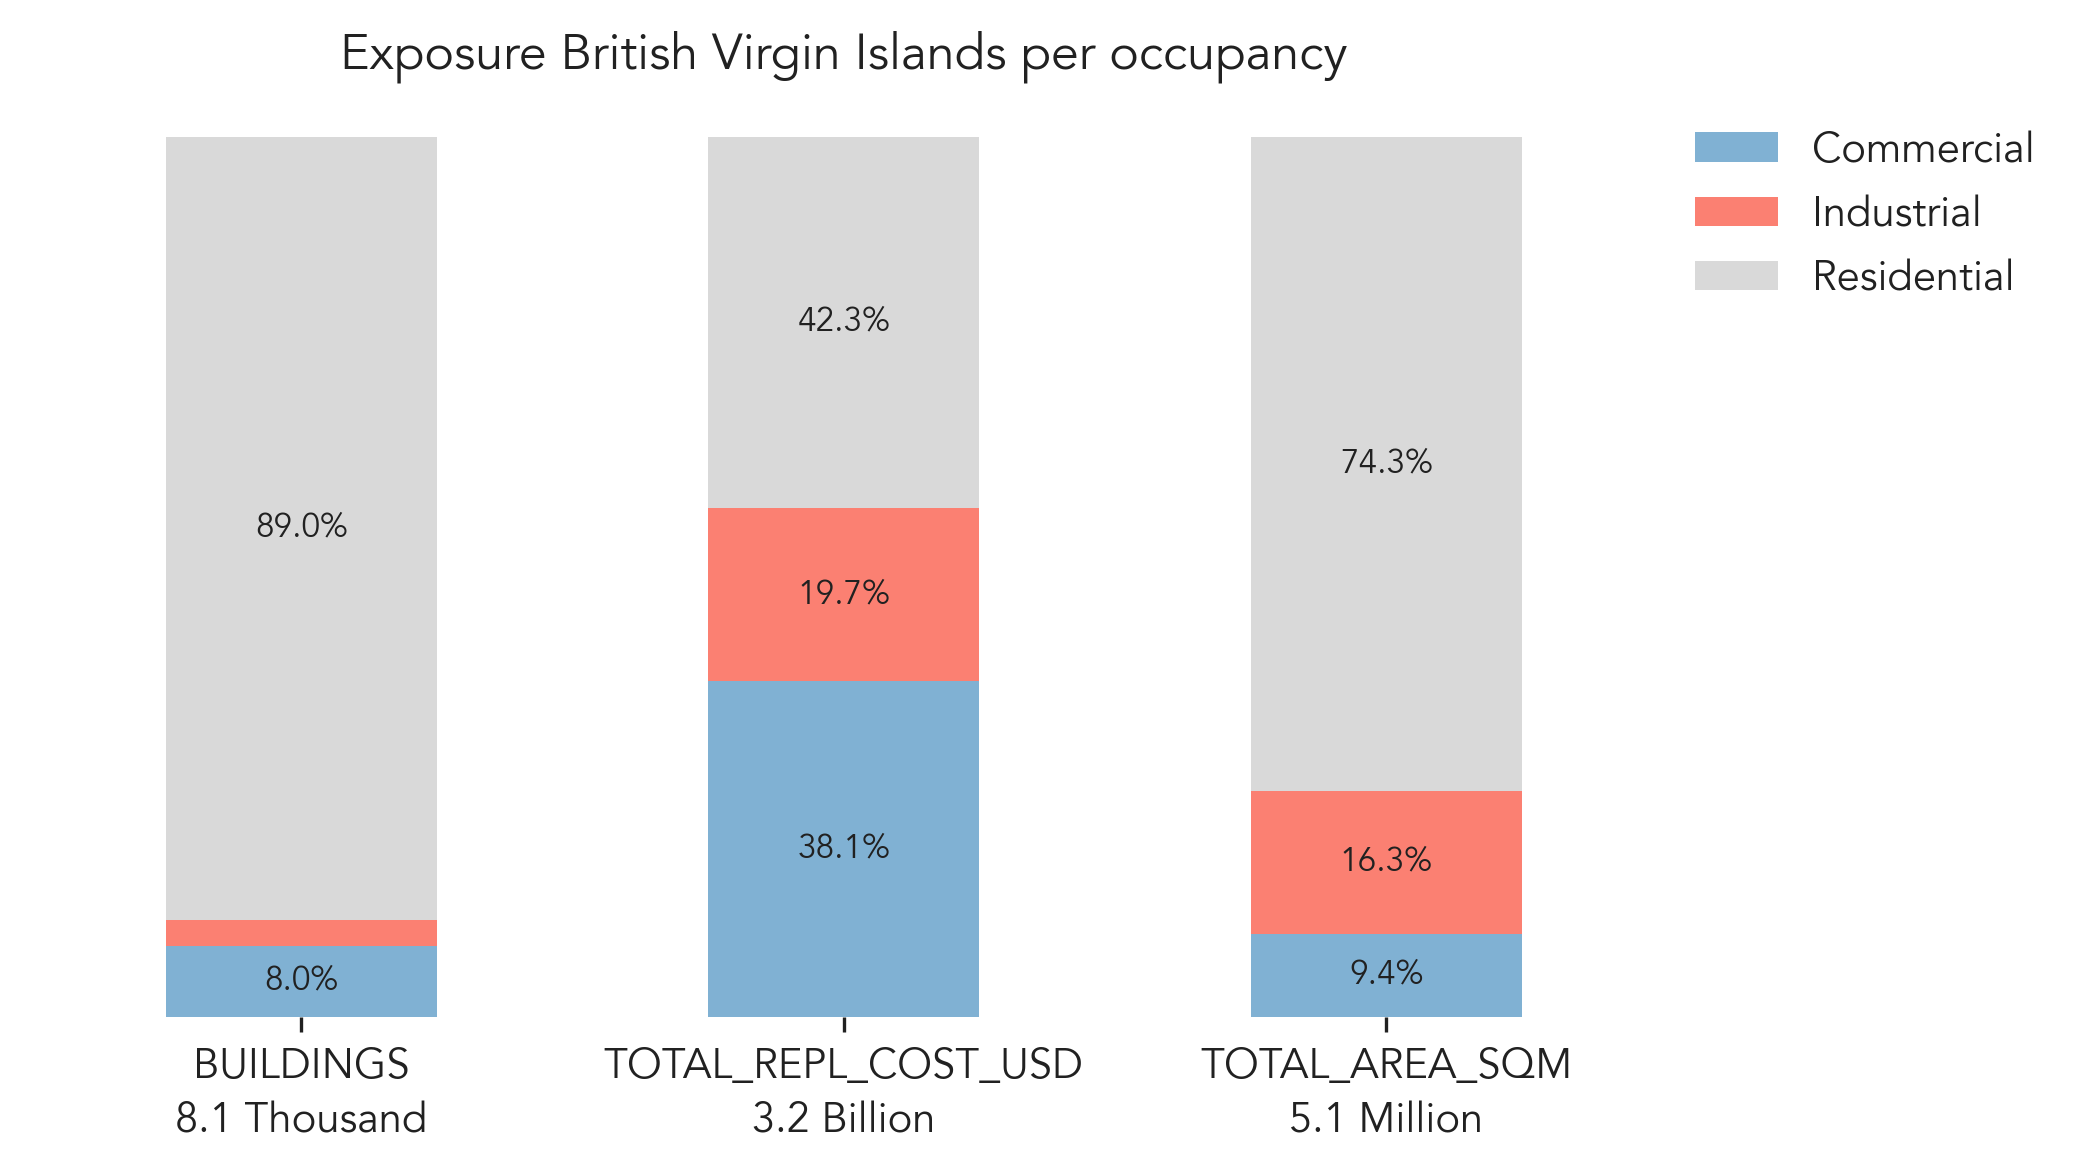 Exposure British Virgin Islands per occupancy
Commercial
Industrial
Residential
42.3%
74.3%
89.0%
19.7%
38.1%
16.3%
8.0%
9.4%
BUILDINGS
8.1 Thousand
TOTAL_REPL_COST_USD
3.2 Billion
TOTAL_AREA_SQM
5.1 Million